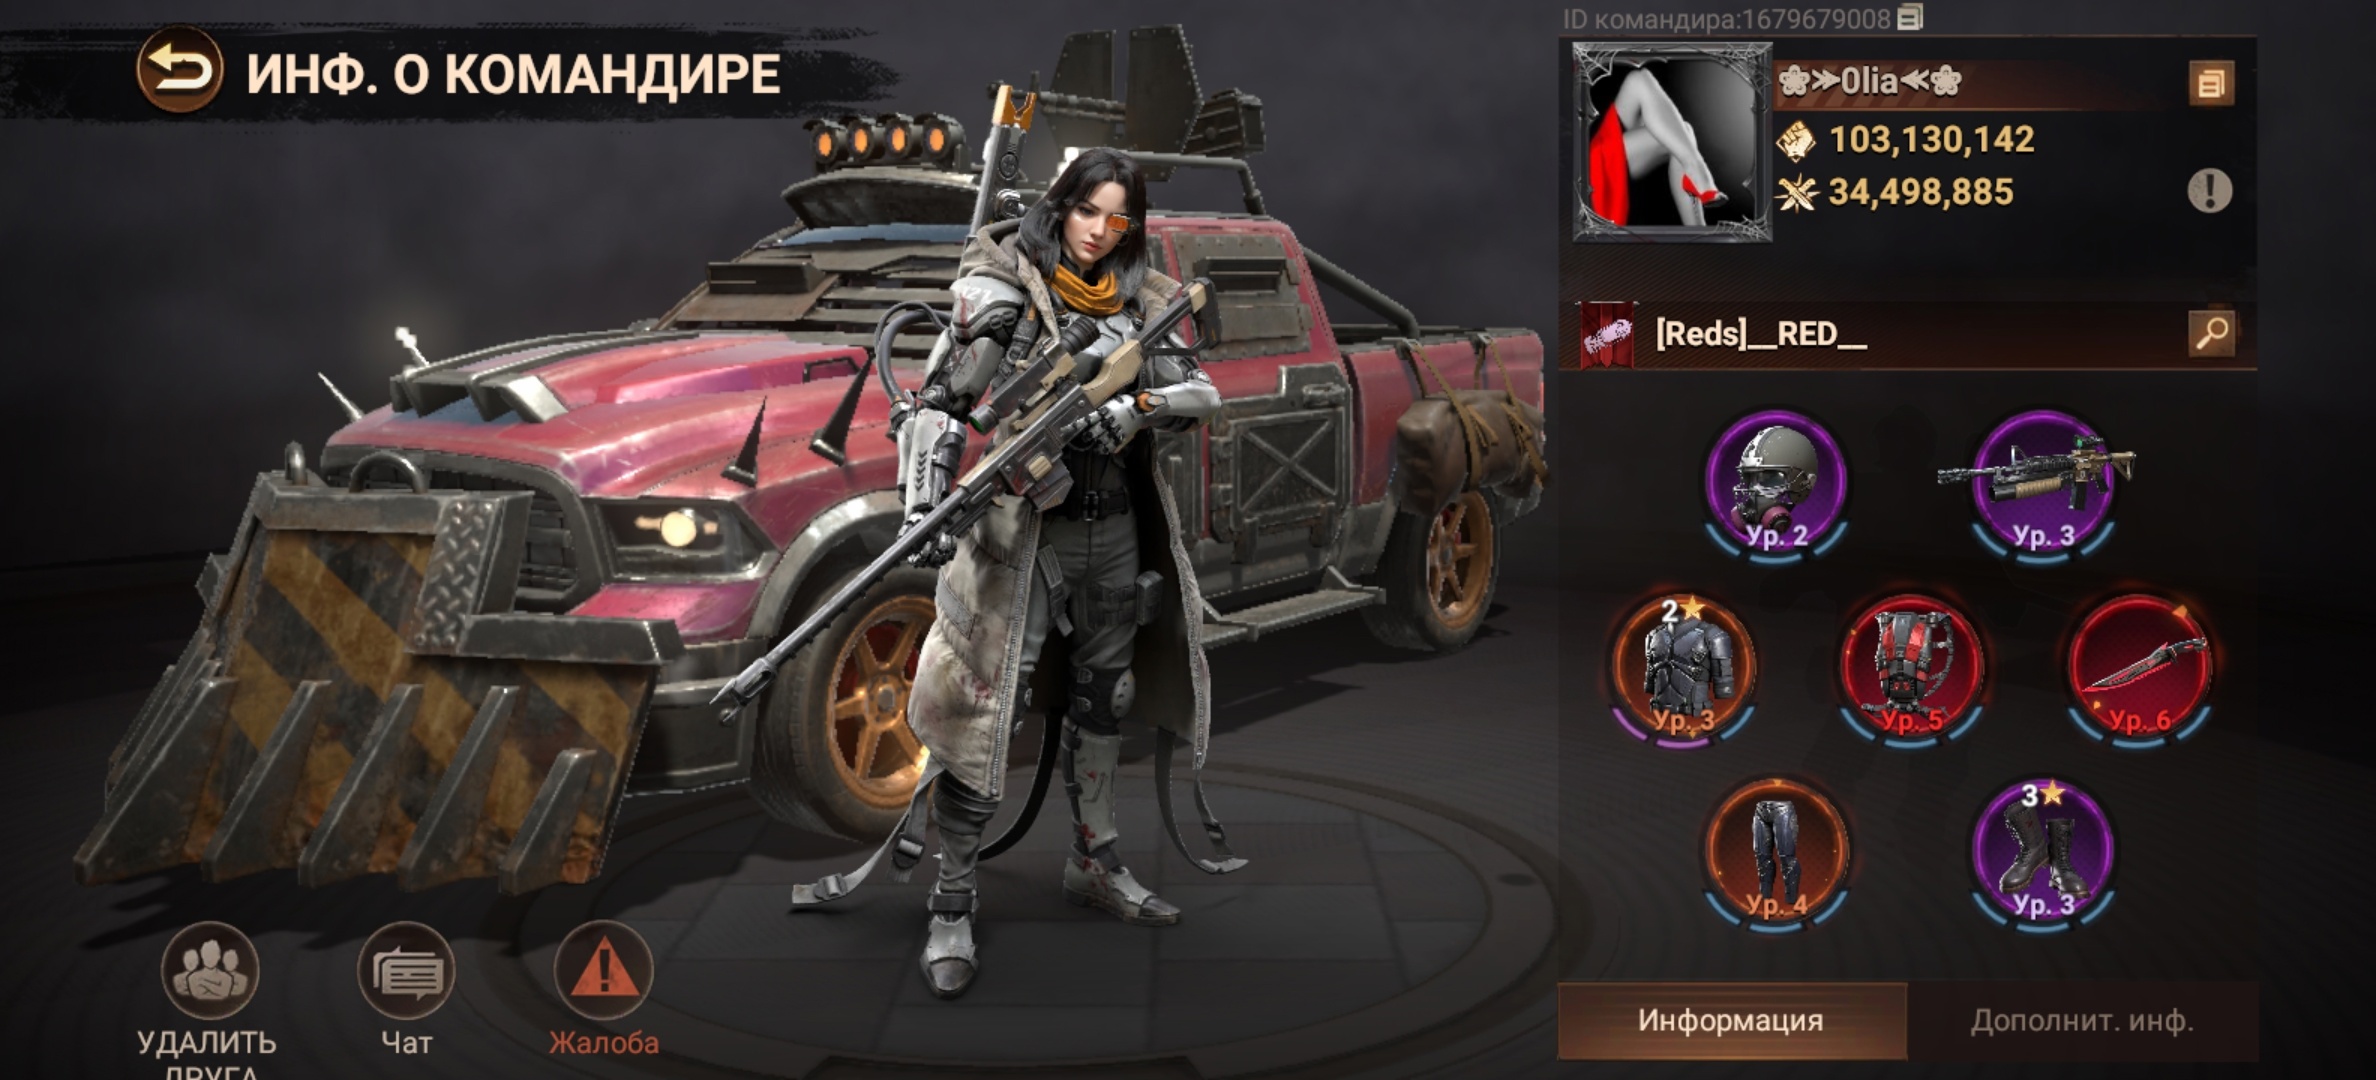 ID командира:1679679008
ИНФ. О КОМАНДИРЕ
❀≫0lia≪❀
103,130,142
34,498,885
[Reds]__RED__
Ур. 2
Ур. 3
2
Ур. 3
Ур. 5
Ур. 6
Ур. 4
3
Ур. 3
УДАЛИТЬ
ДРУГА
Чат
Жалоба
Информация
Дополнит. инф.